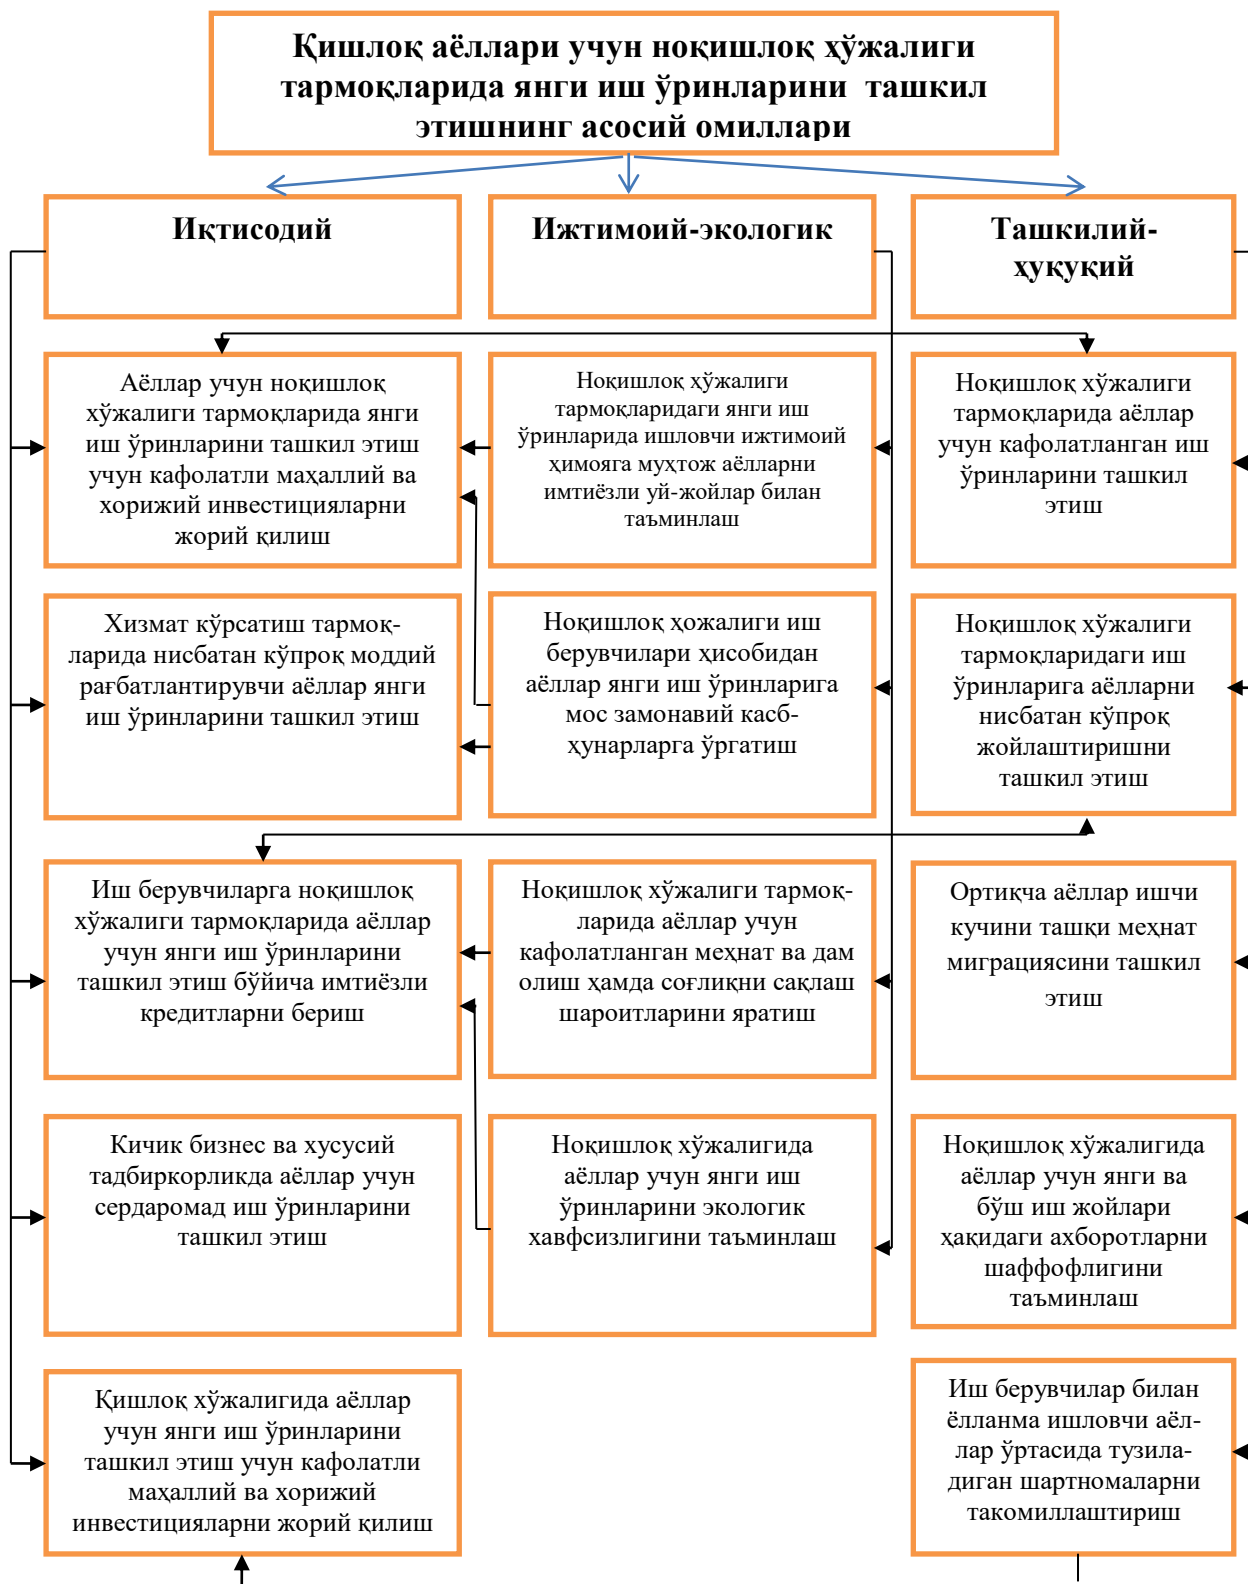 Қишлоқ аёллари учун ноқишлоқ ҳўжалиги
тармоқларида янги иш ўринларини ташкил
этишнинг асосий омиллари
Иқтисодий
Ижтимоий-экологик
Ташкилий-
ҳуқуқий
Аёллар учун ноқишлоқ
хўжалиги тармоқларида янги
иш ўринларини ташкил этиш
учун кафолатли маҳаллий ва
хорижий инвестицияларни
жорий қилиш
Ноқишлоқ ҳўжалиги
тармоқларидаги янги иш
ўринларида ишловчи ижтимоий
ҳимояга муҳтож аёлларни
имтиёзли уй-жойлар билан
таъминлаш
Ноқишлоқ хўжалиги
тармоқларида аёллар
учун кафолатланган иш
ўринларини ташкил
этиш
Хизмат кўрсатиш тармоқ-
ларида нисбатан кўпроқ моддий
рағбатлантирувчи аёллар янги
иш ўринларини ташкил этиш
Ноқишлоқ ҳожалиги иш
берувчилари ҳисобидан
аёллар янги иш ўринларига
мос замонавий касб-
ҳунарларга ўргатиш
Ноқишлоқ хўжалиги
тармоқларидаги иш
ўринларига аёлларни
нисбатан кўпроқ
жойлаштиришни
ташкил этиш
Иш берувчиларга ноқишлоқ
хўжалиги тармоқларида аёллар
учун янги иш ўринларини
ташкил этиш бўйича имтиёзли
кредитларни бериш
Ноқишлоқ хўжалиги тармоқ-
ларида аёллар учун
кафолатланган меҳнат ва дам
олиш ҳамда соғлиқни сақлаш
шароитларини яратиш
Ортиқча аёллар ишчи
кучини ташқи меҳнат
миграциясини ташкил
этиш
Кичик бизнес ва хусусий
тадбиркорликда аёллар учун
сердаромад иш ўринларини
ташкил этиш
Ноқишлоқ хўжалигида
аёллар учун янги иш
ўринларини экологик
хавфсизлигини таъминлаш
Ноқишлоқ хўжалигида
аёллар учун янги ва
бўш иш жойлари
ҳақидаги ахборотларни
шаффофлигини
таъминлаш
Қишлоқ хўжалигида аёллар
учун янги иш ўринларини
ташкил этиш учун кафолатли
маҳаллий ва хорижий
инвестицияларни жорий қилиш
Иш берувчилар билан
ёлланма ишловчи аёл-
лар ўртасида тузила-
диган шартномаларни
такомиллаштириш